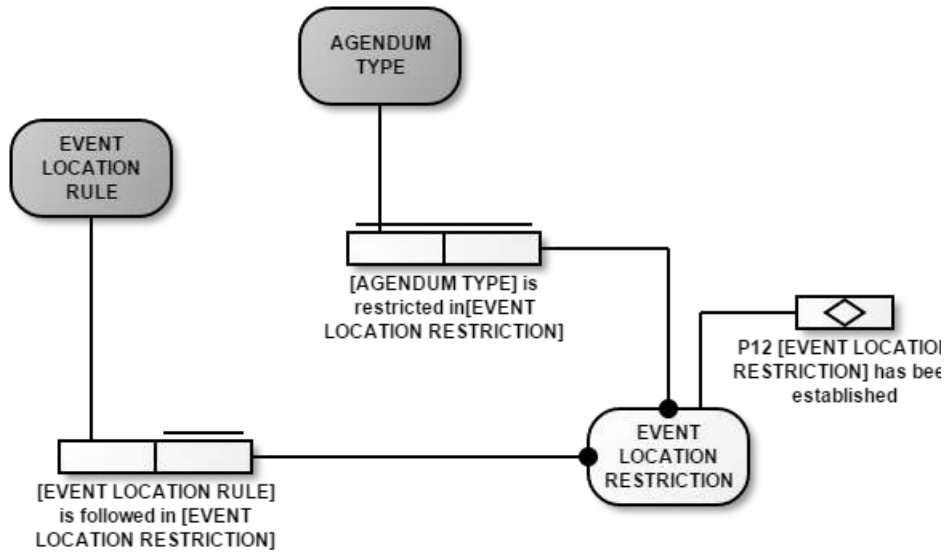 AGENDUM
TYPE
EVENT
LOCATION
RULE
[AGENDUM TYPE] is
restricted in[EVENT
LOCATION RESTRICTION]
P12 [EVENT LOCATION
RESTRICTION] has bee
established
EVENT
LOCATION
RESTRICTION
[EVENT LOCATION RULE]
is followed in [EVENT
LOCATION RESTRICTION]